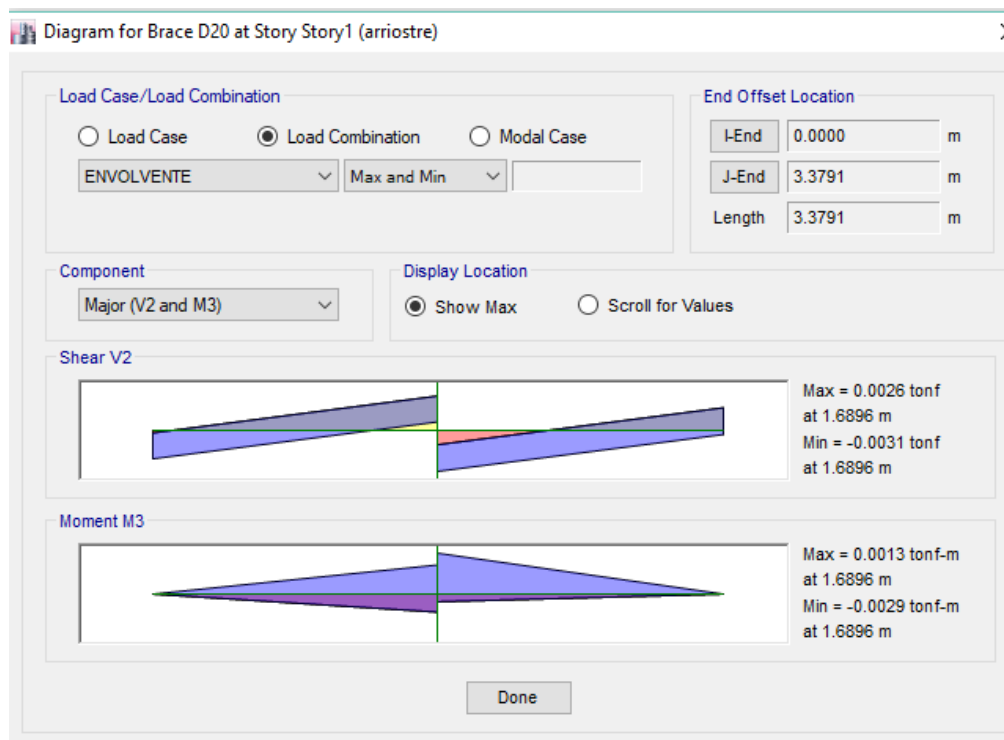 Diagram for Brace D20 at Story Story1 (arriostre)
Load Case/Load Combination
Load Case
Load Combination
Modal Case
ENVOLVENTE
Max and Min
End Offset Location
I-End 0.0000 m
J-End 3.3791 m
Length 3.3791 m
Component
Major (V2 and M3)
Display Location
Show Max
Scroll for Values
Shear V2
Max = 0.0026 tonf
at 1.6896 m
Min = -0.0031 tonf
at 1.6896 m
Moment M3
Max = 0.0013 tonf-m
at 1.6896 m
Min = -0.0029 tonf-m
at 1.6896 m
Done